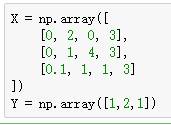 X = np.array([
    [0, 2, 0, 3],
    [0, 1, 4, 3],
    [0.1, 1, 1, 3]
])
Y = np.array([1,2,1])